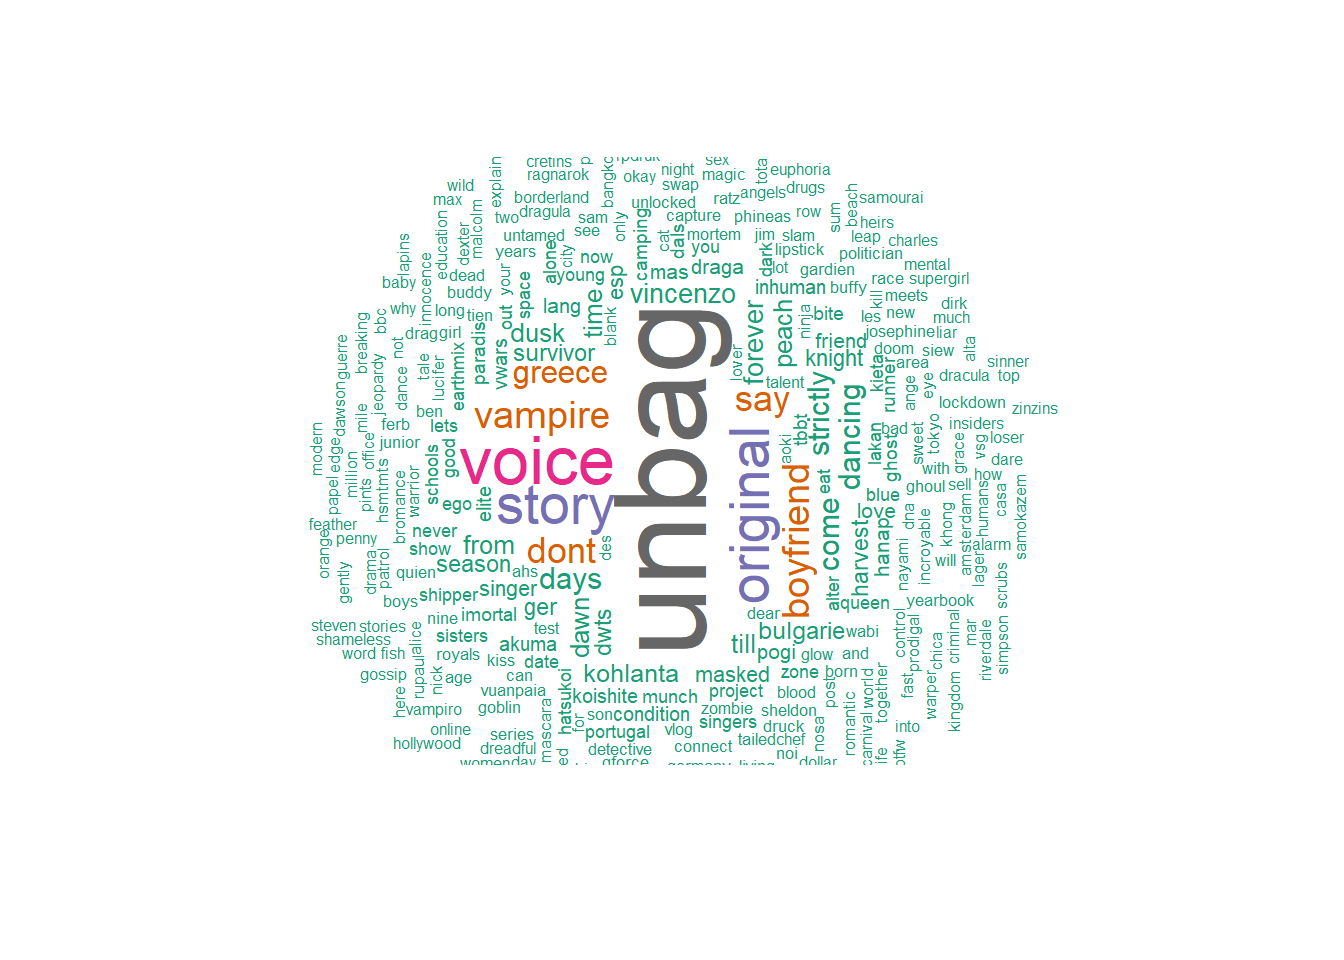 cretins
ragnarok
night
okay
swap
sex
magic
angels
tota
euphoria
drugs
samourai
wild
max
explain
borderland
dragula
two
untamed
years
bangkc
unlocked
sam
see
only
camping
capture
cat
dals
mortem
you
ratz
phineas
jim
slam
row
sum
beach
heirs
leap
charles
politician
mental
education
dexter
malcolm
lapins
baby
innocence
dead
buddy
your
alone
city
now
young
esp
mas
draga
dark
lipstick
lot
gardien
inhuman
buffy
race
supergirl
kill
meets
dirk
why
long
tien
out
space
lang
time
blank
vincenzo
forever
peach
ninja
bite
les
new
much
bbc
breaking
not
drag
girl
paradis
vwars
dusk
survivor
friend
knight
josephine
liar
doom
siew
alta
guerre
dawson
jeopardy
dance
tale
lucifer
earthmix
greece
lover
talent
kieta
runner
area
ange
eye
dracula
top
sinner
mile
ferb
ben
lets
vampire
unbag
say
tbbt
strictly
dancing
lakan
ghost
bad
sweet
tokyo
lockdown
insiders
zinzins
modern
edge
papel
million
office
pints
junior
hsmtmts
bromance
warrior
schools
good
voice
original
aoki
boyfriend
eat
blue
ghoul
with
sell
grace
vsg
loser
dare
how
feather
penny
never
ego
elite
story
come
love
harvest
hanap
dna
nayami
incroyable
khong
amsterdam
humans
casa
samokazem
orange
gently
drama
patrol
show
quien
from
season
ahs
dont
des
days
will
lager
alarm
scrubs
boys
shipper
singer
imortal
ger
dawn
dwts
dear
alter
queen
yearbook
steven
stories
shameless
nine
sisters
test
akuma
till
bulgarie
wabi
control
prodigal
chica
criminal
mar
riverdale
simpson
word
fish
alice
rupaul
royals
kiss
date
pogi
glow
and
gossip
nick
age
can
vuanpaia
hatsukoi
kohlanta
masked
zone
born
world
together
fast
warper
kingdom
here
vampiro
goblin
koishite
munch
project
blood
post
romantic
carnival
online
mascara
for
son
condition
singers
zombie
sheldon
nosa
into
hollywood
series
dreadful
portugal
vlog
druck
tailedchef
detective
connect
noi
otfw
womenday
gforce
germany
living
dollar